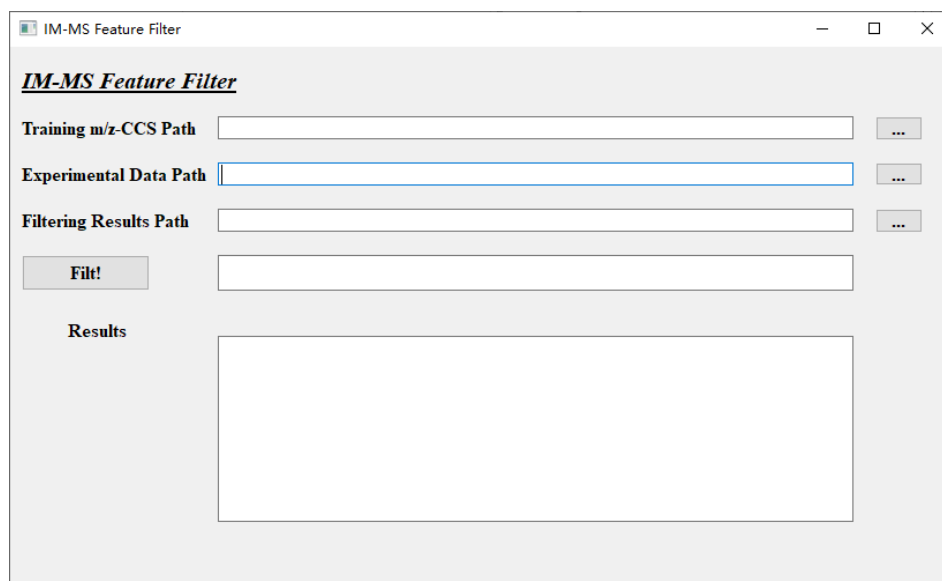 IM-MS Feature Filter
IM-MS Feature Filter
Training m/z-CCS Path
...
Experimental Data Path
...
Filtering Results Path
...
Filt!
Results